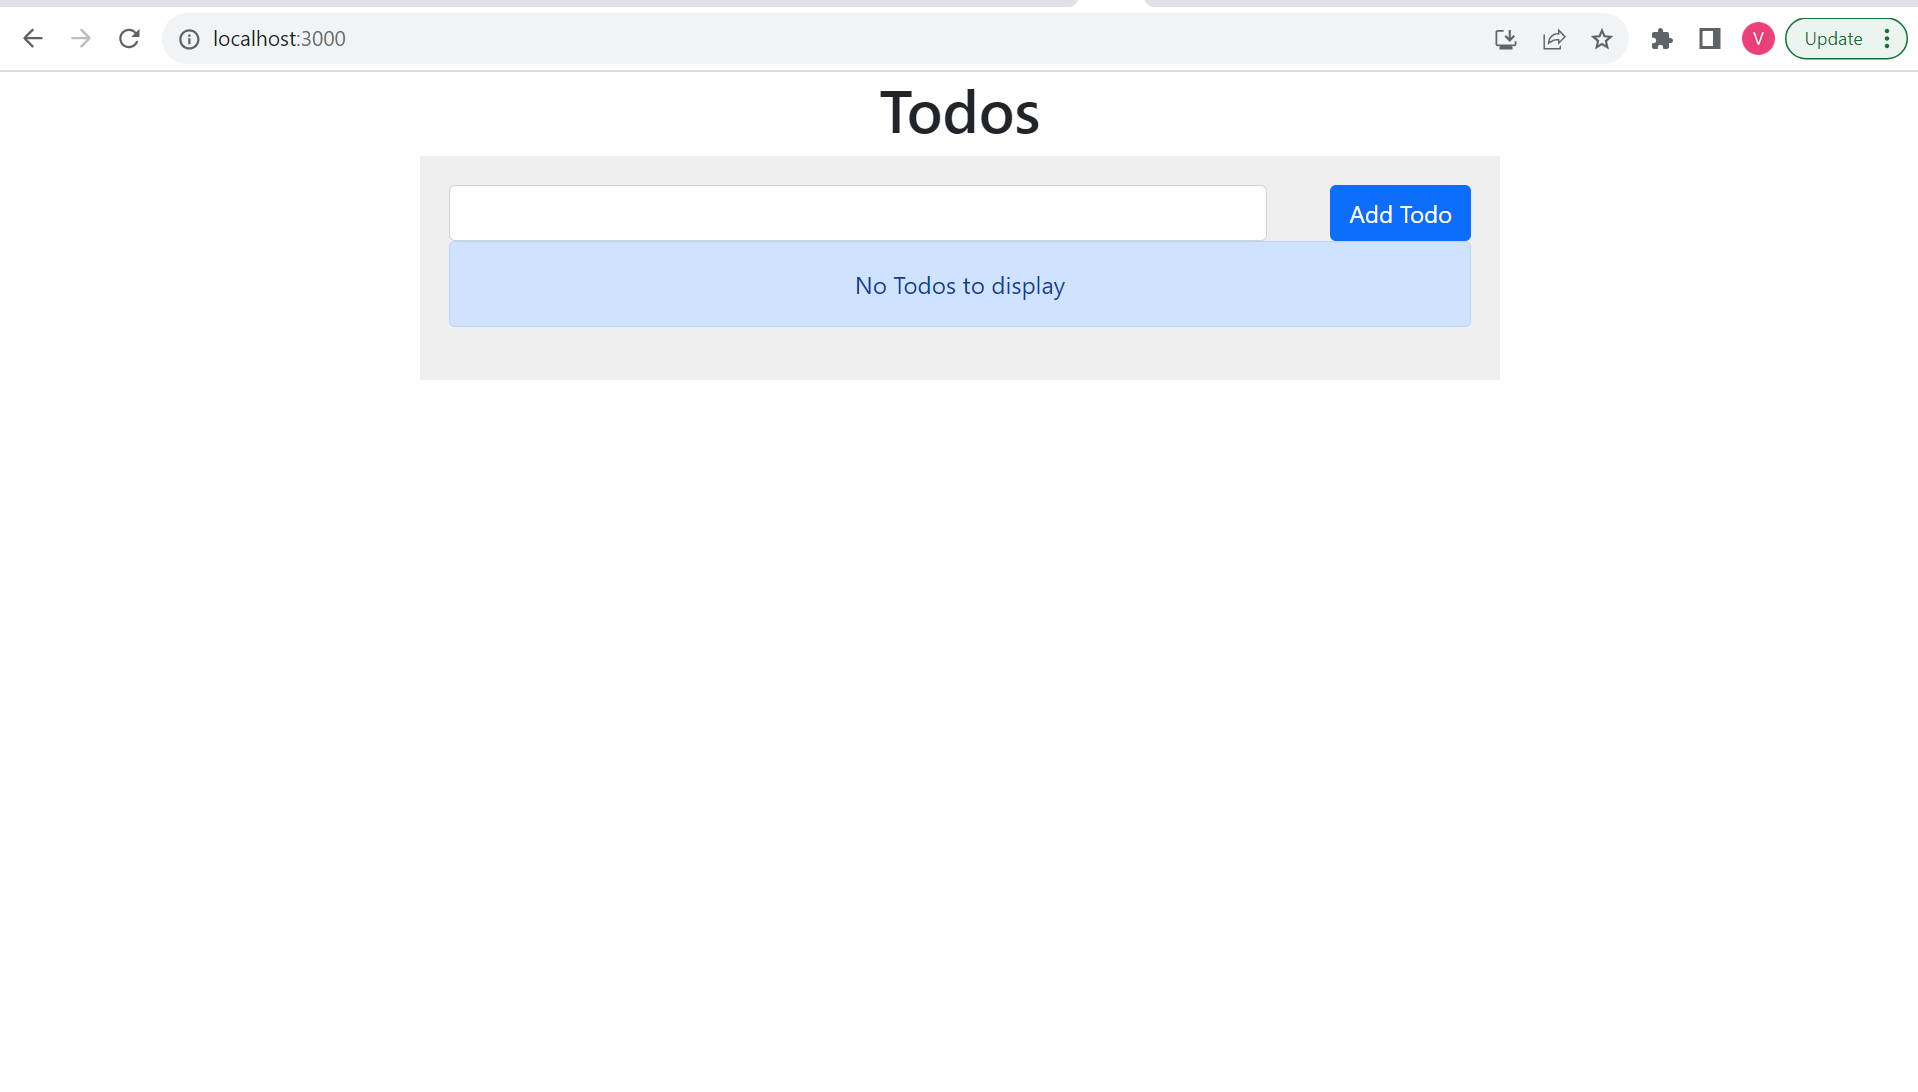 localhost:3000
V
Update
Todos
Add Todo
No Todos to display